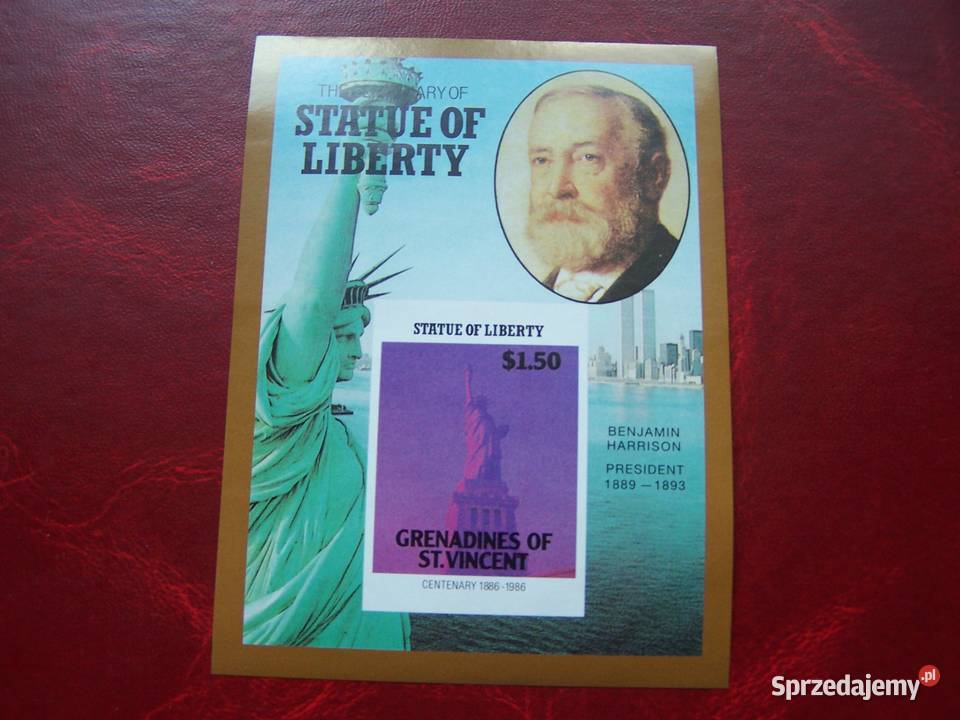 THE CENTENARY OF
STATUE OF
LIBERTY
STATUE OF LIBERTY
$1.50
BENJAMIN
HARRISON
PRESIDENT
1889 — 1893
GRENADINES OF
ST. VINCENT
CENTENARY 1886 - 1986
Sprzedajemy.pl